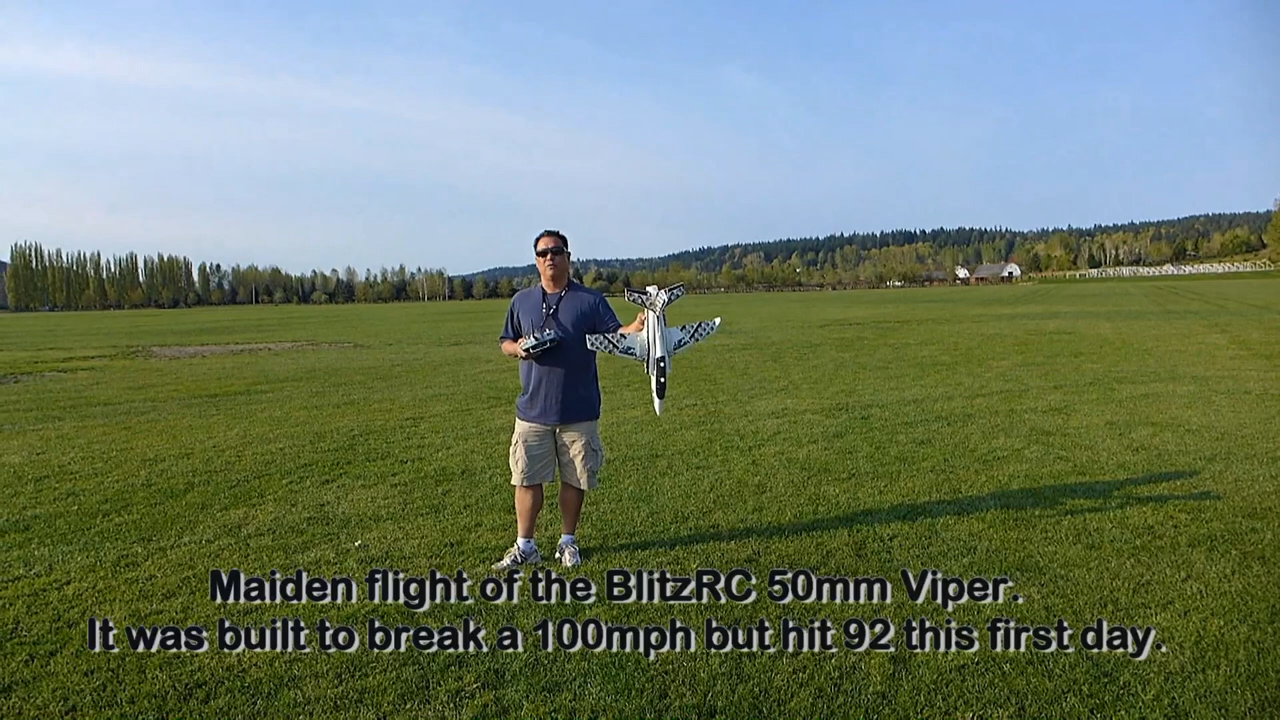 Maiden flight of the BlitzRC 50mm Viper.
It was built to break a 100mph but hit 92 this first day.